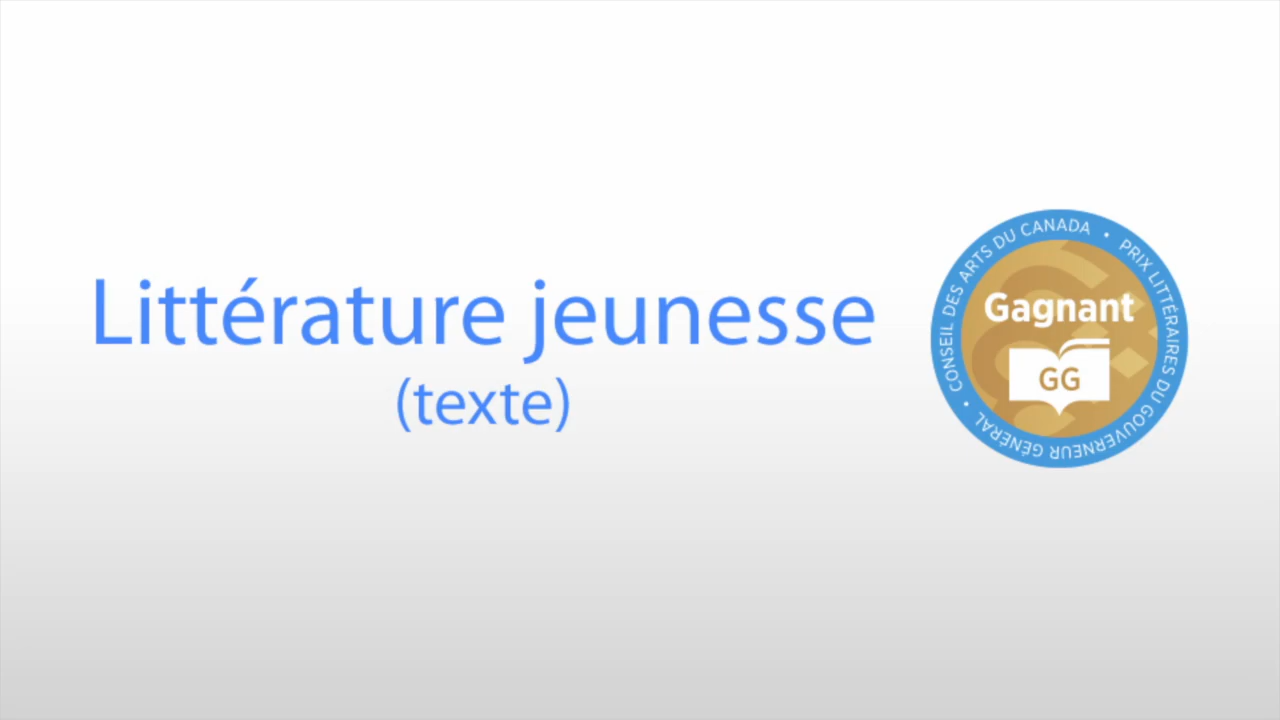 Littérature jeunesse
(texte)
CONSEIL DES ARTS DU CANADA • PRIX LITTÉRAIRES DU GOUVERNEUR GÉNÉRAL •
Gagnant
GG